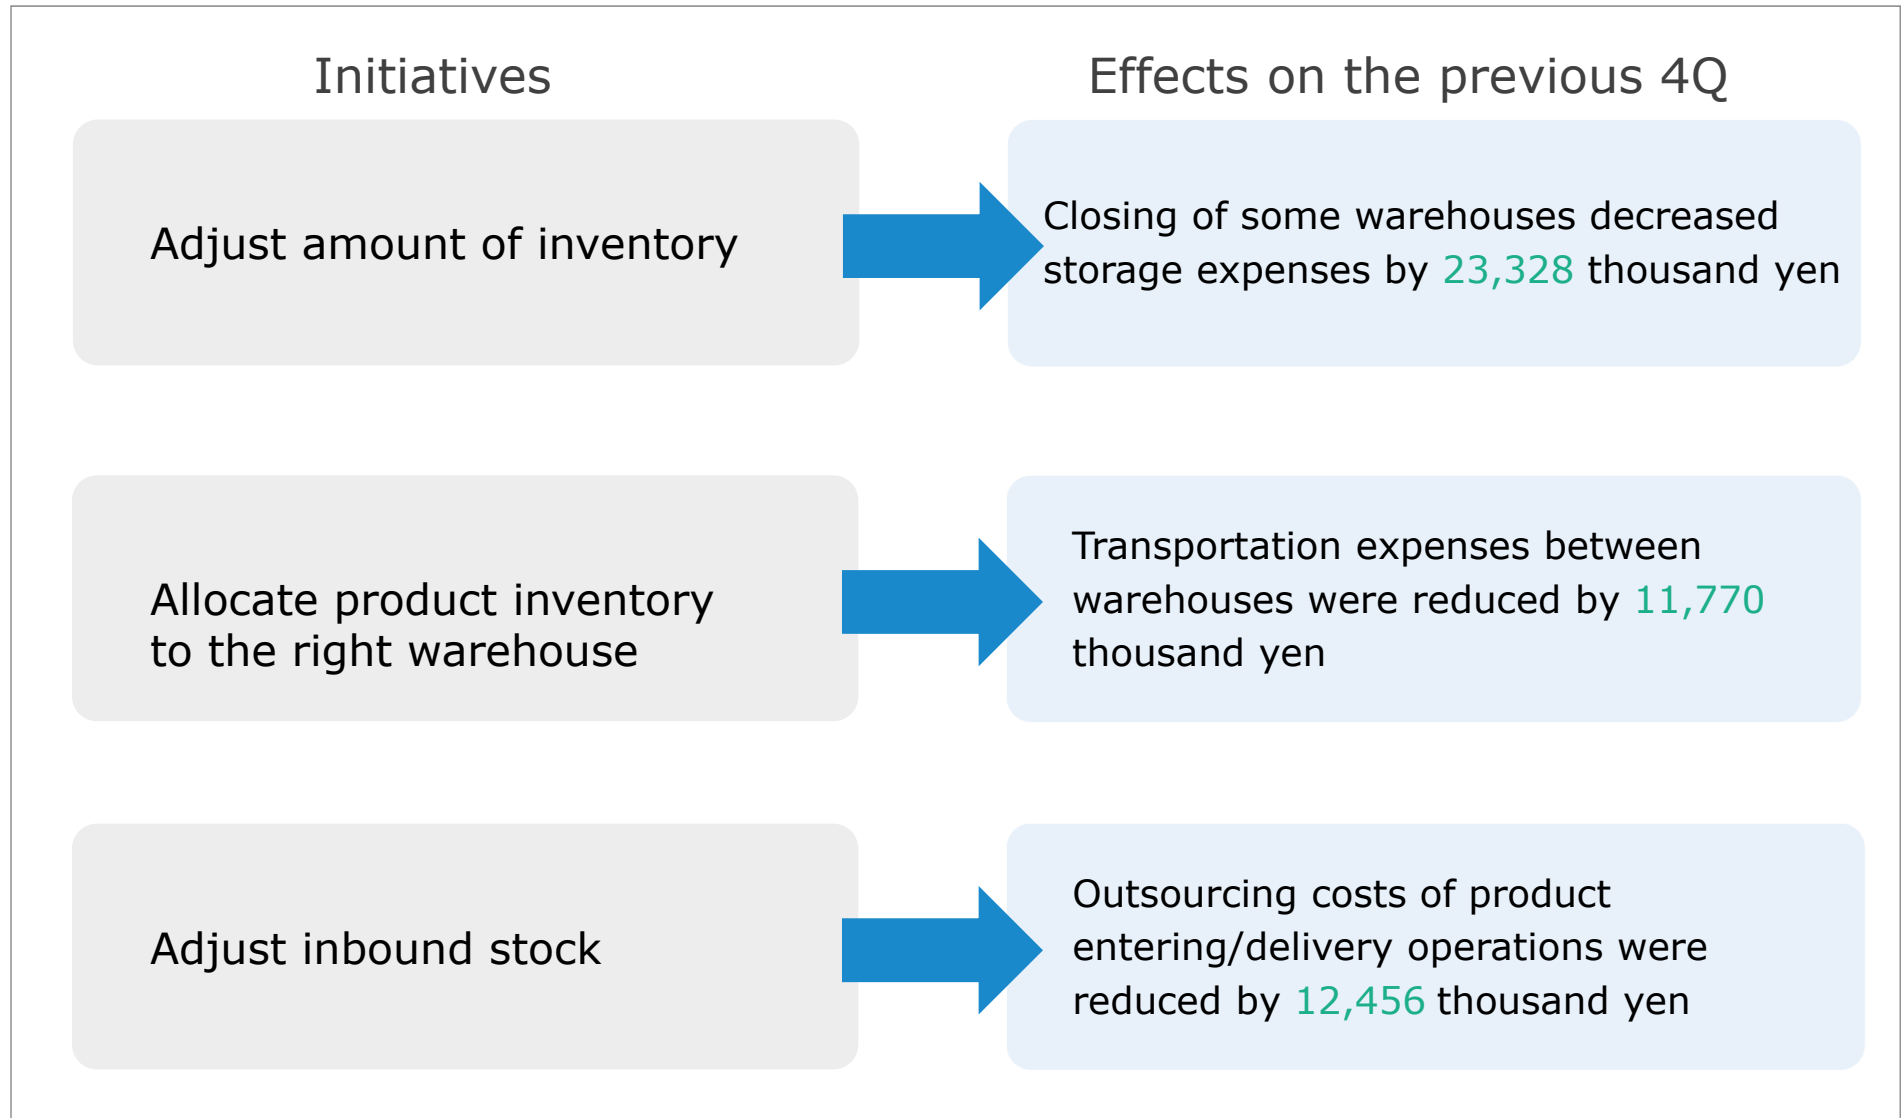 Initiatives
Effects on the previous 4Q
Adjust amount of inventory
Closing of some warehouses decreased
storage expenses by 23,328 thousand yen
Allocate product inventory
to the right warehouse
Transportation expenses between
warehouses were reduced by 11,770
thousand yen
Adjust inbound stock
Outsourcing costs of product
entering/delivery operations were
reduced by 12,456 thousand yen